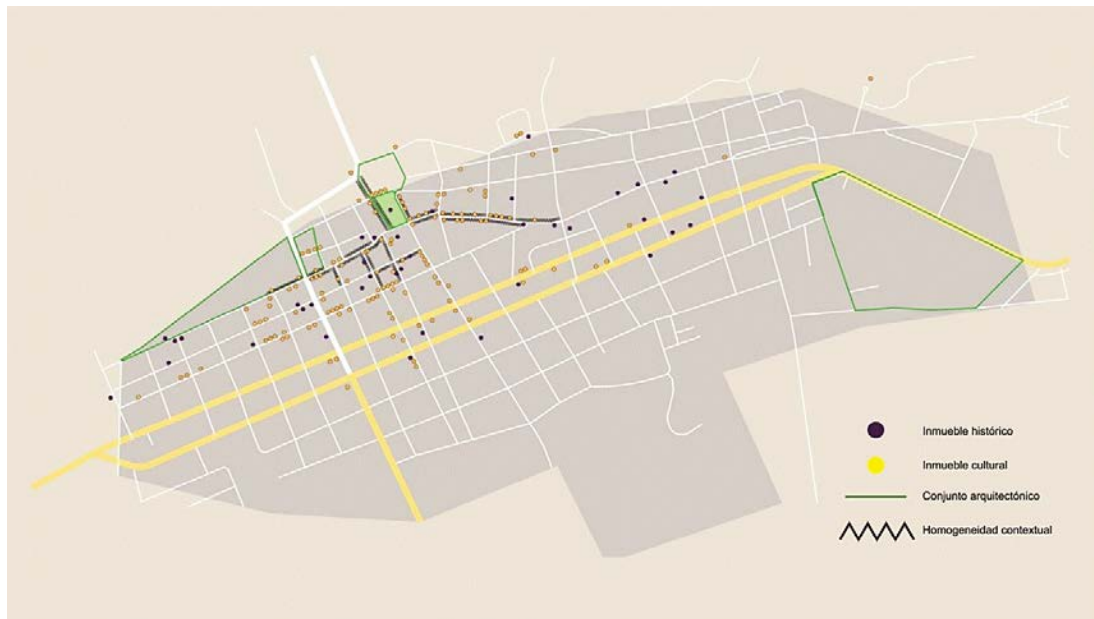 Inmueble histórico
Inmueble cultural
Conjunto arquitectónico
Homogeneidad contextual